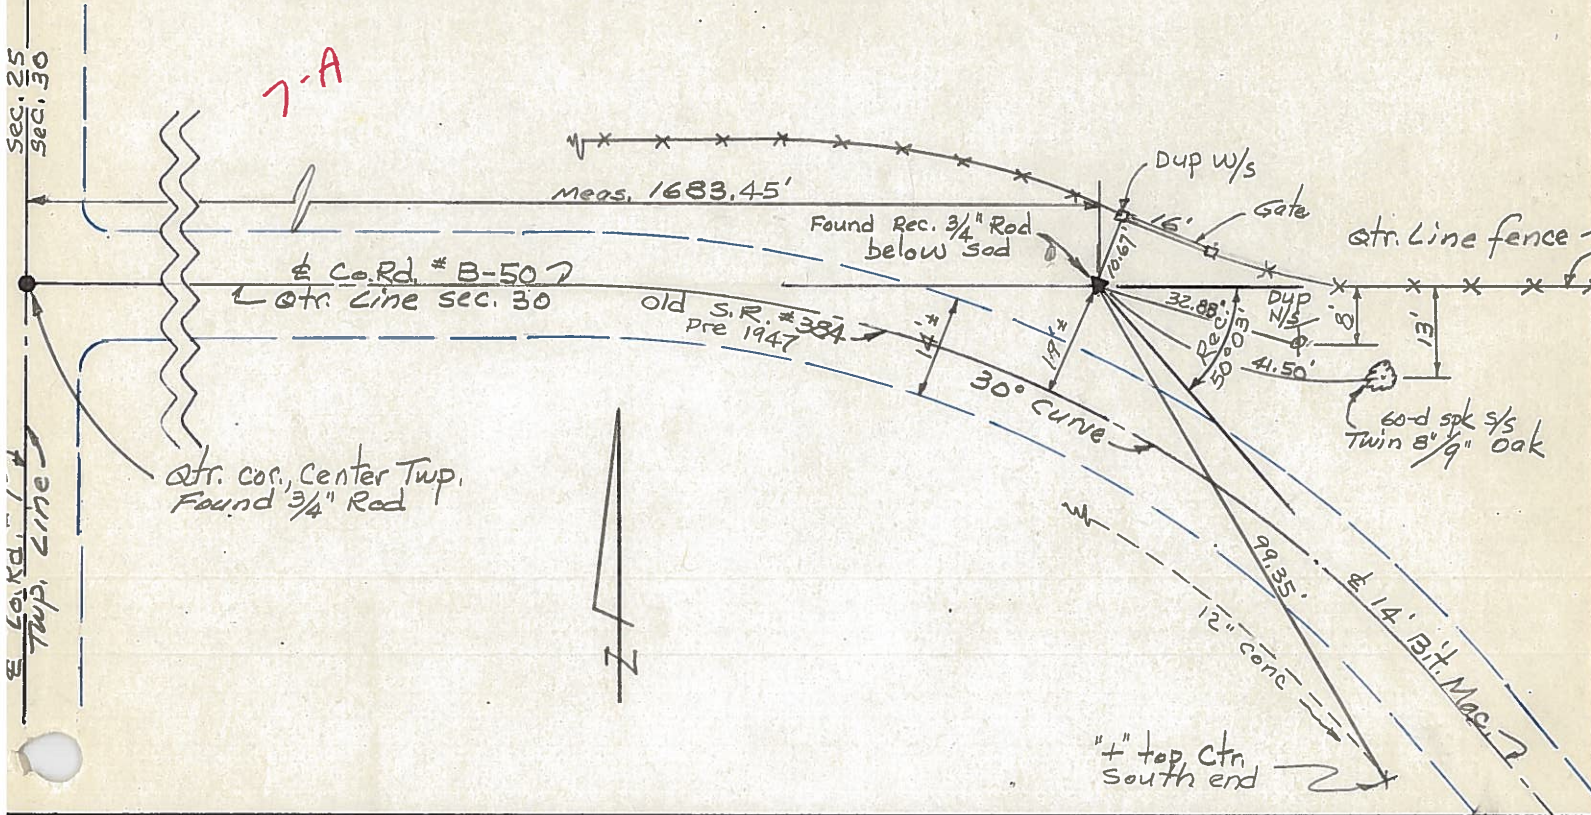 Sec. 25
Sec. 30
7-A
Meas. 1683.45'
Dup W/s
16'
Gate
Found Rec. 3/4" Rod
below sod
10.67'
Qtr. Line fence
℄ Co. Rd. # B-50
Qtr. Line Sec. 30
Old S.R. # 384
Pre 1947
14'±
19'±
30° Curve
32.88'
Dup
N/S
8'
13'
Rec.
50°03'
41.50'
60-d spk s/s
Twin 8"/9" Oak
Qtr. cor., Center Twp.
Found 3/4" Rod
℄ Co. Rd.
Twp. Line
N
99.35'
12" conc
℄ 14' Bit. Mac.
"+" top, Ctr.
South end